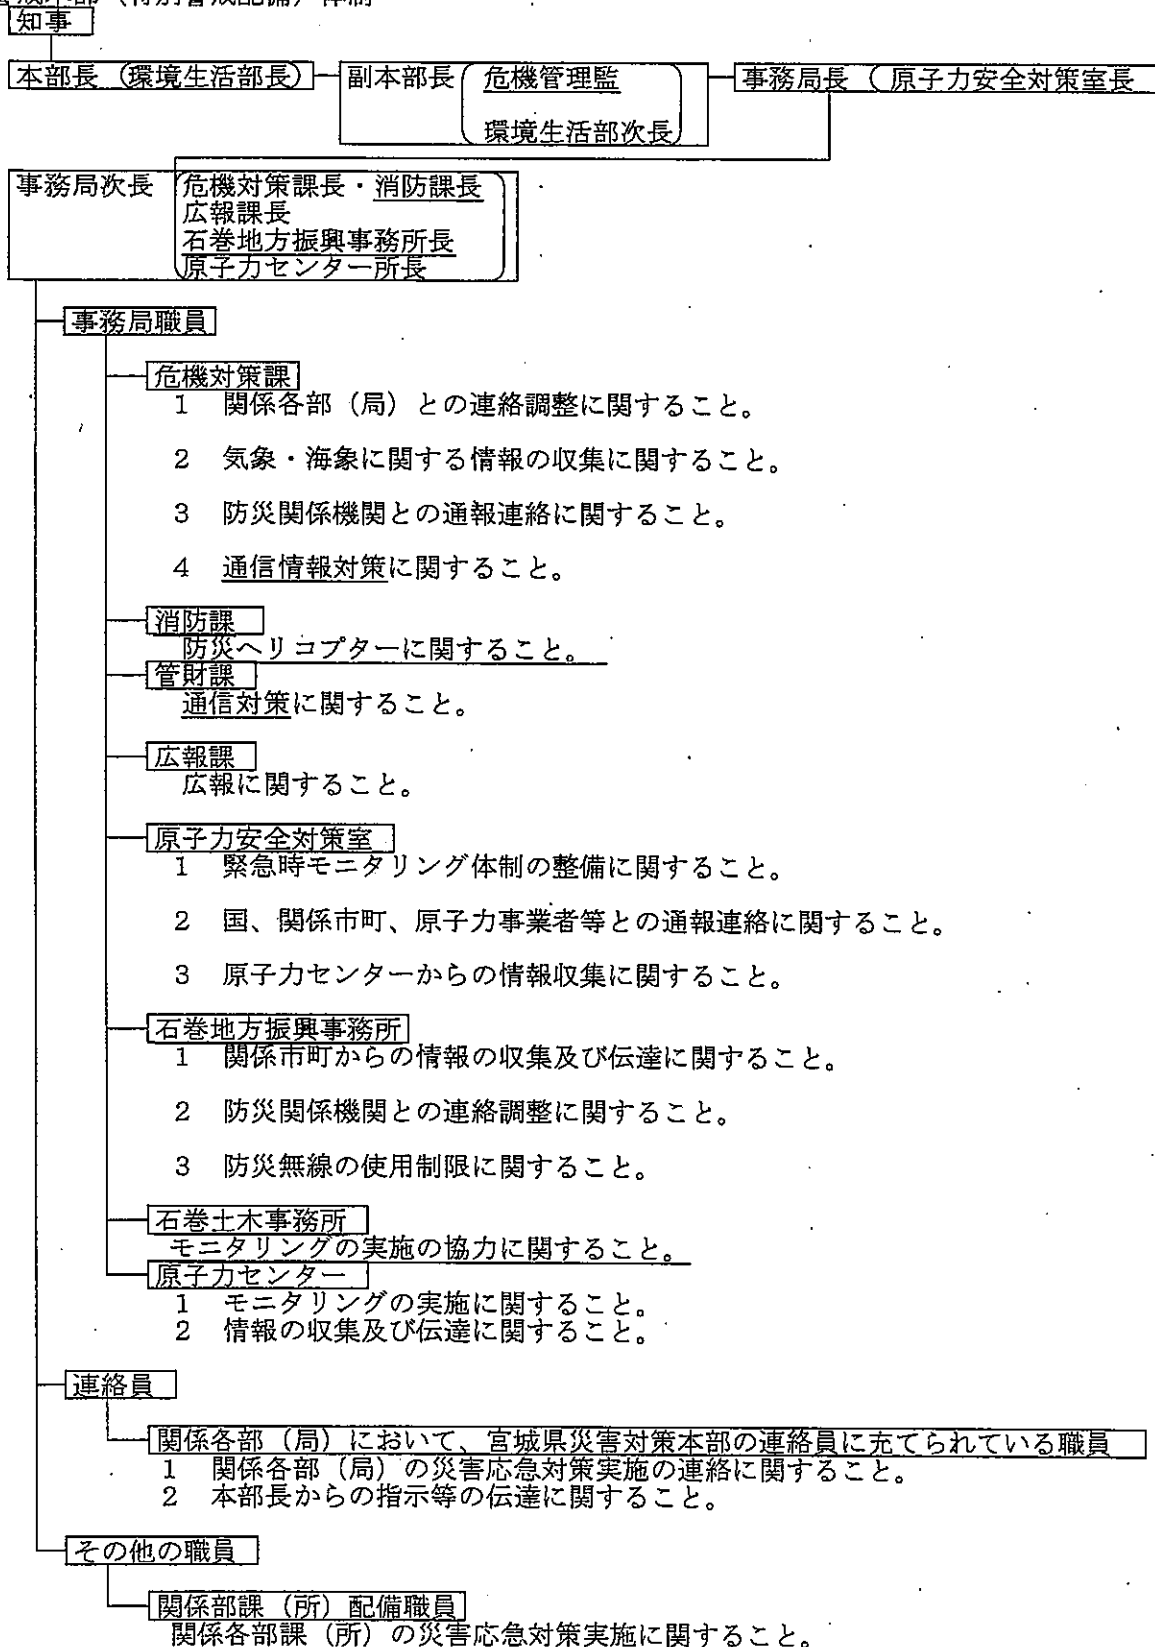 知事
本部長（環境生活部長）
副本部長（危機管理監
環境生活部次長）
事務局長（原子力安全対策室長
事務局次長
危機対策課長・消防課長
広報課長
石巻地方振興事務所長
原子力センター所長
事務局職員
危機対策課
1 関係各部（局）との連絡調整に関すること。
2 気象・海象に関する情報の収集に関すること。
3 防災関係機関との通報連絡に関すること。
4 通信情報対策に関すること。
消防課
防災ヘリコプターに関すること。
管財課
通信対策に関すること。
広報課
広報に関すること。
原子力安全対策室
1 緊急時モニタリング体制の整備に関すること。
2 国、関係市町、原子力事業者等との通報連絡に関すること。
3 原子力センターからの情報収集に関すること。
石巻地方振興事務所
1 関係市町からの情報の収集及び伝達に関すること。
2 防災関係機関との連絡調整に関すること。
3 防災無線の使用制限に関すること。
石巻土木事務所
モニタリングの実施の協力に関すること。
原子力センター
1 モニタリングの実施に関すること。
2 情報の収集及び伝達に関すること。
連絡員
関係各部（局）において、宮城県災害対策本部の連絡員に充てられている職員
1 関係各部（局）の災害応急対策実施の連絡に関すること。
2 本部長からの指示等の伝達に関すること。
その他の職員
関係部課（所）配備職員
関係各部課（所）の災害応急対策実施に関すること。